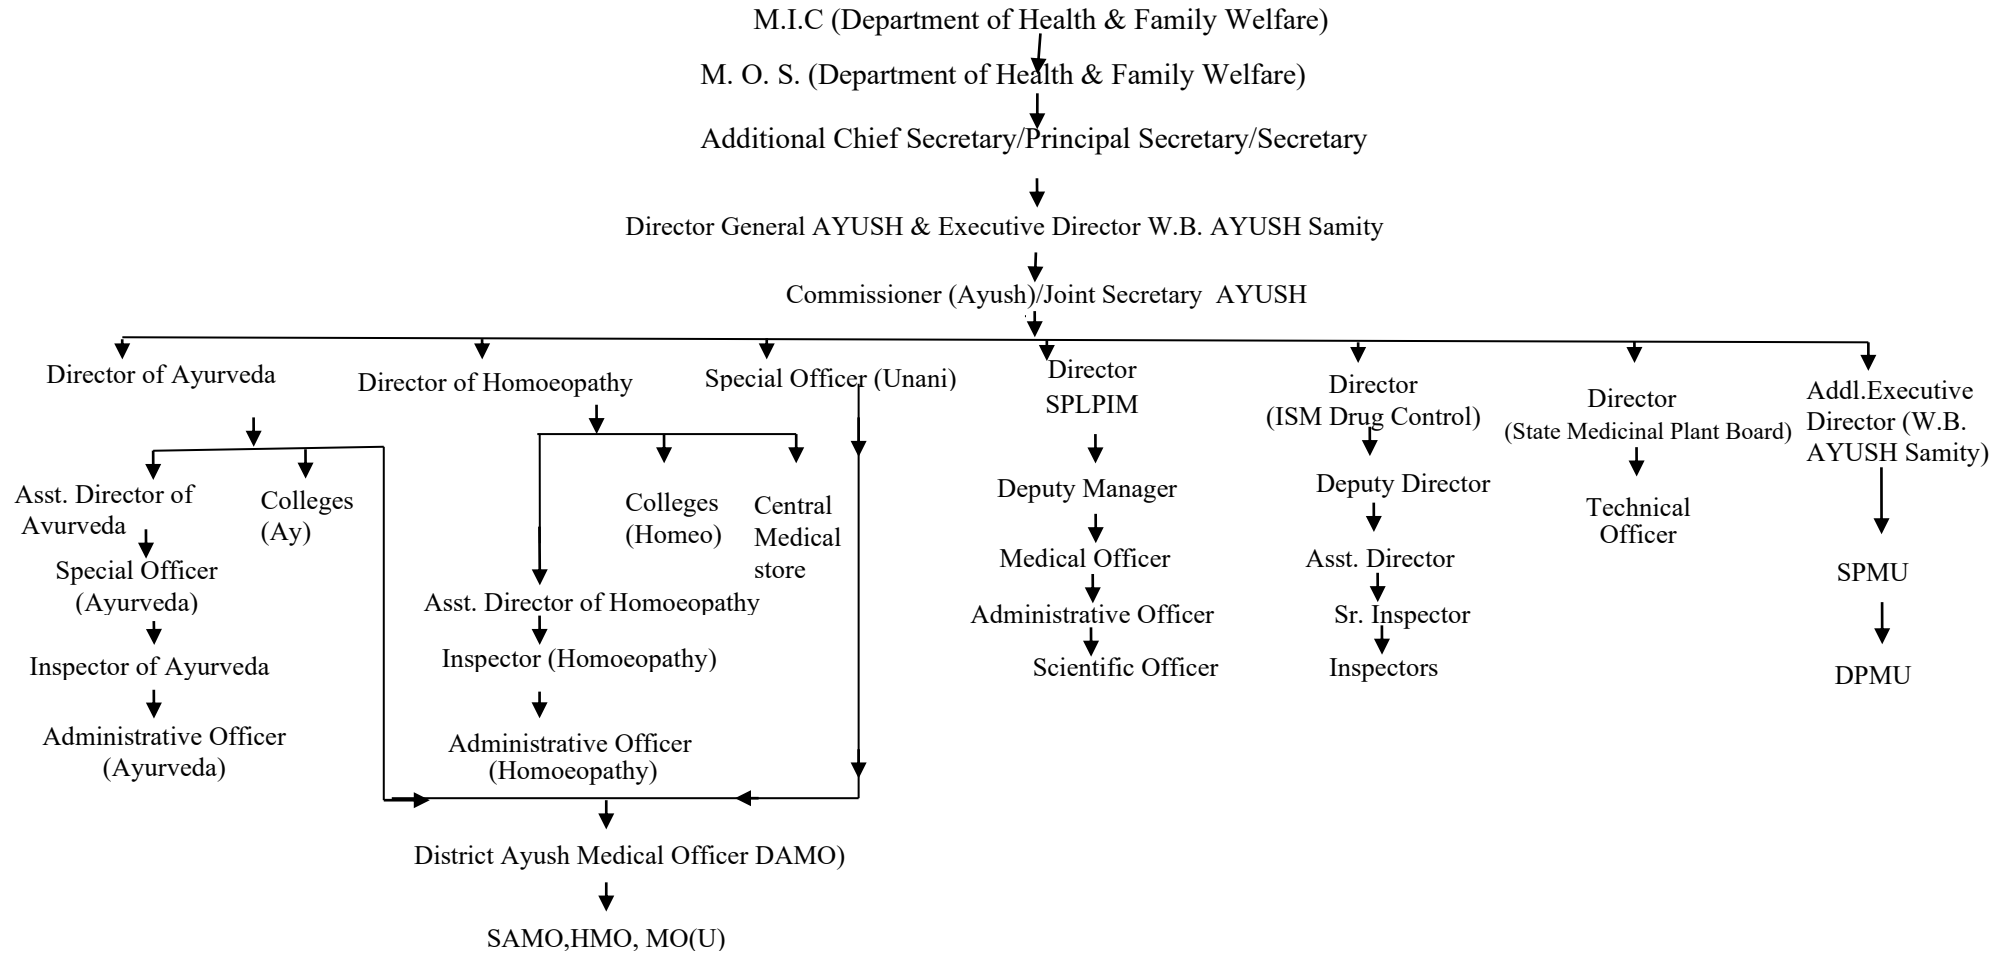 M.I.C (Department of Health & Family Welfare)
M. O. S. (Department of Health & Family Welfare)
Additional Chief Secretary/Principal Secretary/Secretary
Director General AYUSH & Executive Director W.B. AYUSH Samity
Commissioner (Ayush)/Joint Secretary AYUSH
Director of Ayurveda
Asst. Director of
Ayurveda
Special Officer
(Ayurveda)
Inspector of Ayurveda
Administrative Officer
(Ayurveda)
Colleges
(Ay)
Director of Homoeopathy
Colleges
(Homeo)
Central
Medical
store
Asst. Director of Homoeopathy
Inspector (Homoeopathy)
Administrative Officer
(Homoeopathy)
Special Officer (Unani)
District Ayush Medical Officer DAMO)
SAMO,HMO, MO(U)
Director
SPLPIM
Deputy Manager
Medical Officer
Administrative Officer
Scientific Officer
Director
(ISM Drug Control)
Deputy Director
Asst. Director
Sr. Inspector
Inspectors
Director
(State Medicinal Plant Board)
Technical
Officer
Addl.Executive
Director (W.B.
AYUSH Samity)
SPMU
DPMU